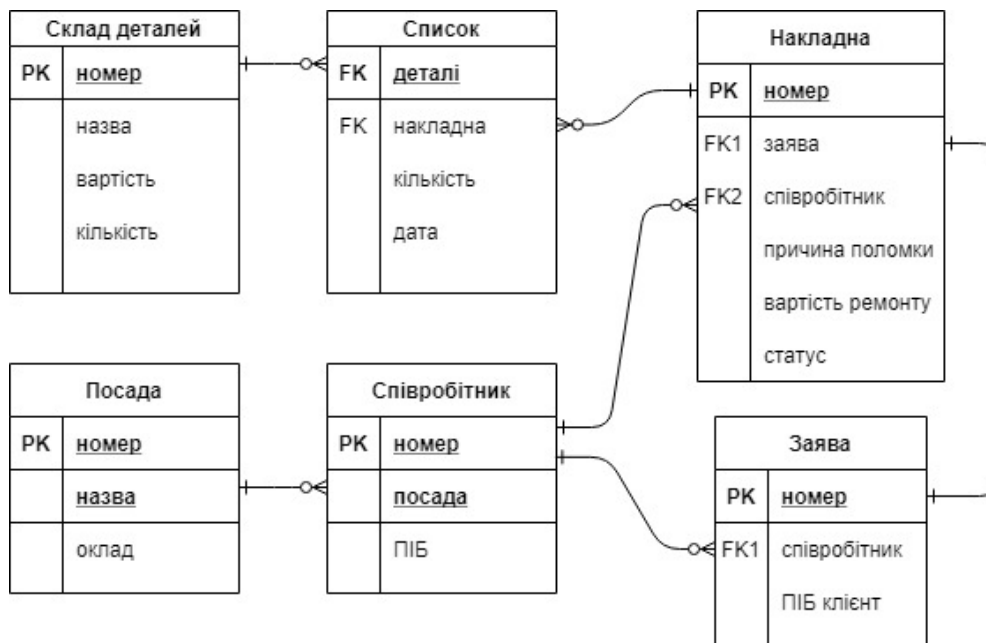 Склад деталей
PK номер
назва
вартість
кількість
Список
FK деталі
FK накладна
кількість
дата
Накладна
PK номер
FK1 заява
FK2 співробітник
причина поломки
вартість ремонту
статус
Посада
PK номер
назва
оклад
Співробітник
PK номер
посада
ПІБ
Заява
PK номер
FK1 співробітник
ПІБ клієнт